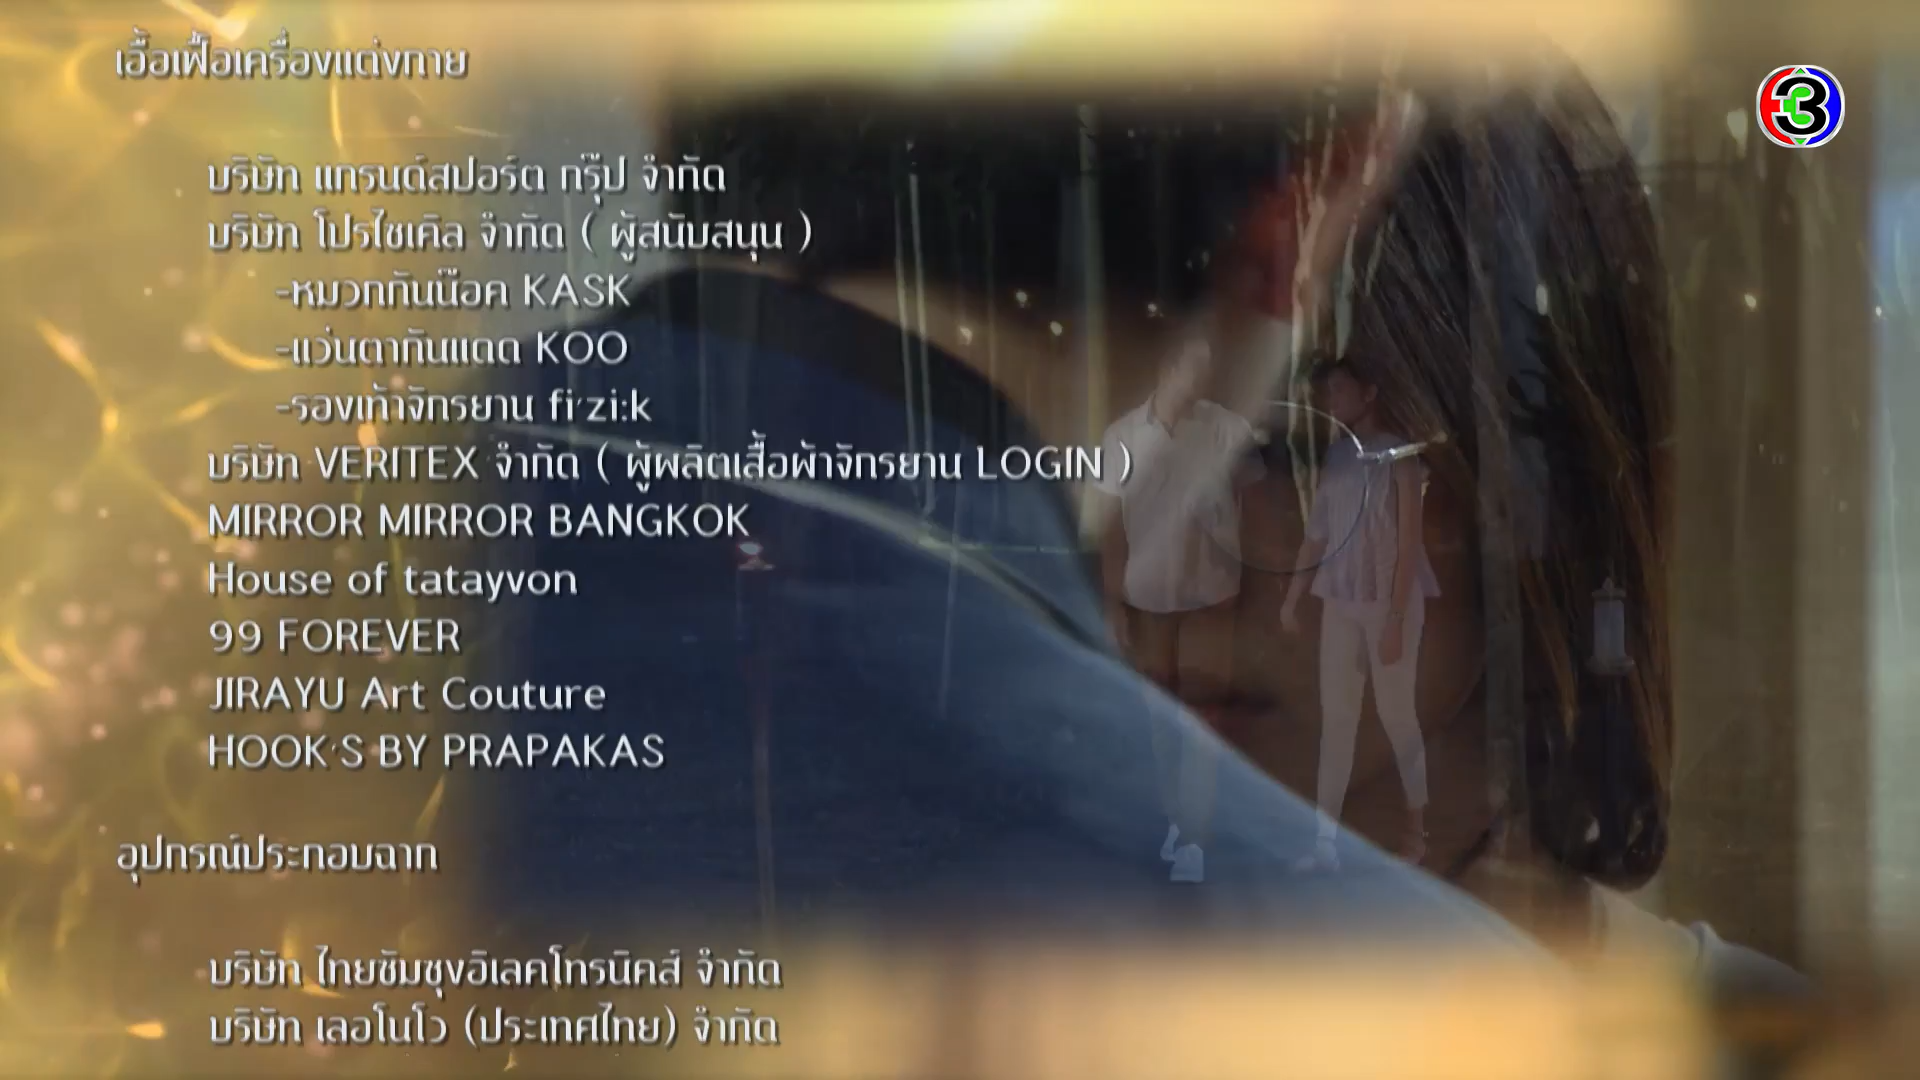 เอื้อเฟื้อเครื่องแต่งกาย
3
บริษัท แกรนด์สปอร์ต กรุ๊ป จำกัด
บริษัท โปรไซเคิล จำกัด ( ผู้สนับสนุน )
-หมวกกันน๊อค KASK
-แว่นตากันแดด KOO
-รองเท้าจักรยาน fi'zi:k
บริษัท VERITEX จำกัด ( ผู้ผลิตเสื้อผ้าจักรยาน LOGIN )
MIRROR MIRROR BANGKOK
House of tatayvon
99 FOREVER
JIRAYU Art Couture
HOOK'S BY PRAPAKAS
อุปกรณ์ประกอบฉาก
บริษัท ไทยซัมซุงอิเลคโทรนิคส์ จำกัด
บริษัท เลอโนโว (ประเทศไทย) จำกัด